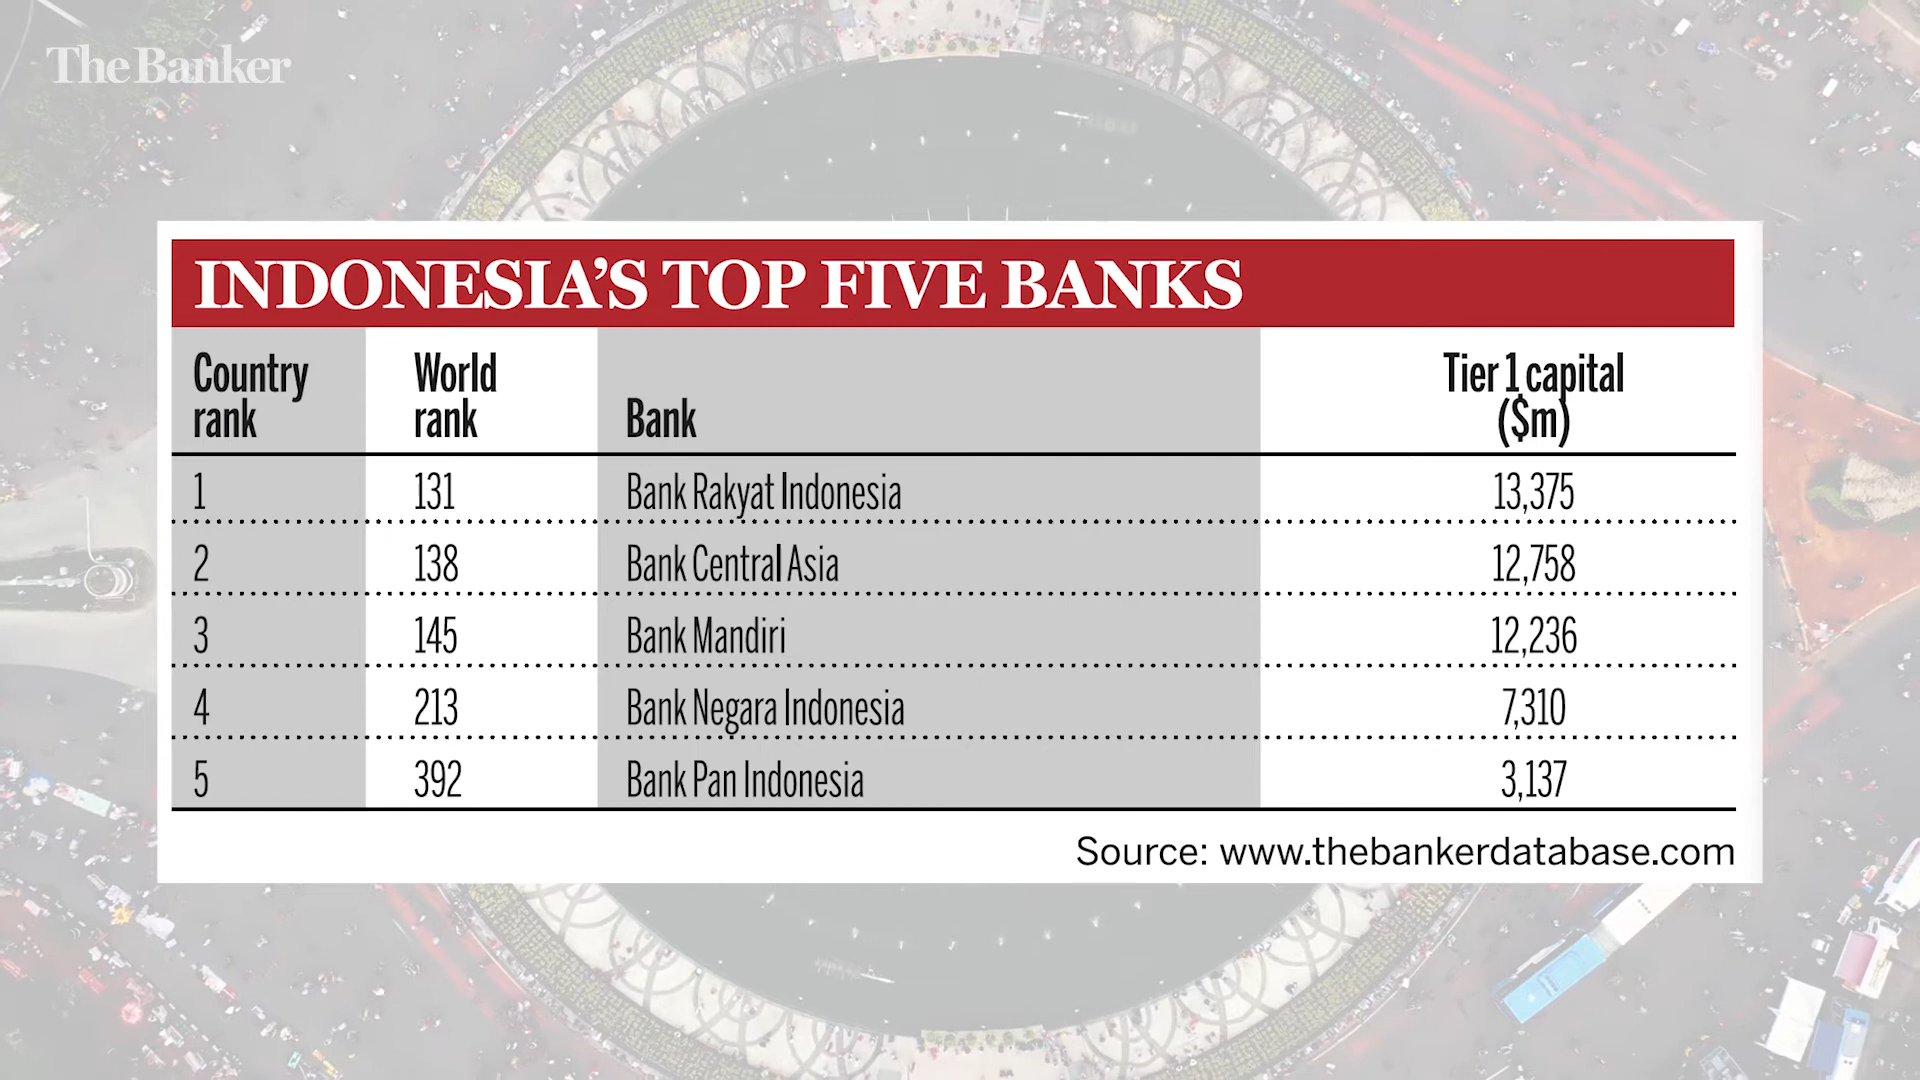 The Banker
INDONESIA'S TOP FIVE BANKS
Country rank World rank Bank Tier 1 capital ($m)
1 131 Bank Rakyat Indonesia 13,375
2 138 Bank Central Asia 12,758
3 145 Bank Mandiri 12,236
4 213 Bank Negara Indonesia 7,310
5 392 Bank Pan Indonesia 3,137
Source: www.thebankerdatabase.com